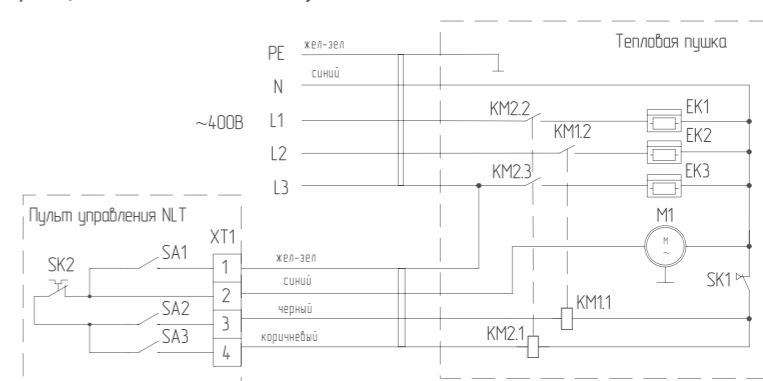 Тепловая пушка
PE
жел-зел
N
синий
~400В
L1
KM2.2
EK1
L2
KM1.2
EK2
L3
KM2.3
EK3
Пульт управления NLT
XT1
M1
M
~
SK2
SA1
1
жел-зел
2
синий
SK1
SA2
3
черный
KM1.1
SA3
4
коричневый
KM2.1